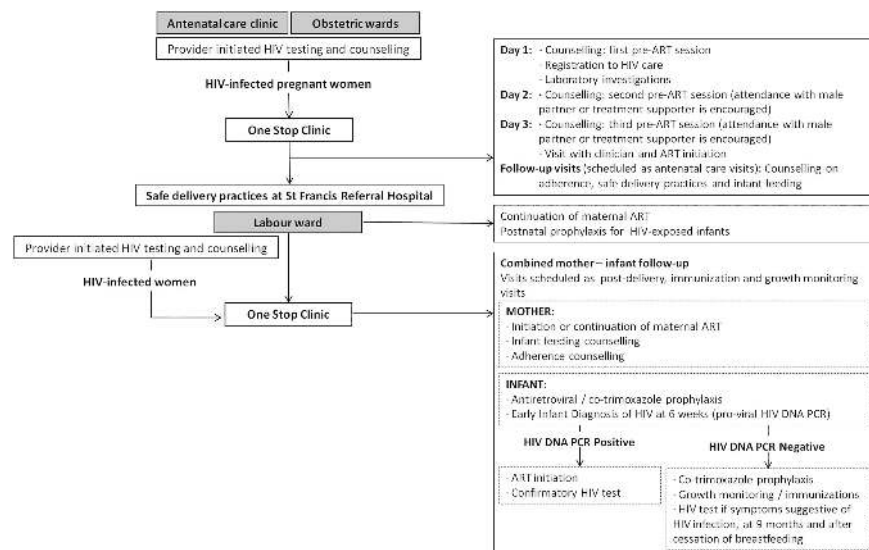 Antenatal care clinic
Obstetric wards
Provider initiated HIV testing and counselling
HIV-infected pregnant women
One Stop Clinic
Day 1: - Counselling: first pre-ART session
- Registration to HIV care
- Laboratory investigations
Day 2: - Counselling: second pre-ART session (attendance with male
partner or treatment supporter is encouraged)
Day 3: - Counselling: third pre-ART session (attendance with male
partner or treatment supporter is encouraged)
- Visit with clinician and ART initiation
Follow-up visits (scheduled as antenatal care visits): Counselling on
adherence, safe delivery practices and infant feeding
Safe delivery practices at St Francis Referral Hospital
Labour ward
Continuation of maternal ART
Postnatal prophylaxis for HIV-exposed infants
Provider initiated HIV testing and counselling
HIV-infected women
One Stop Clinic
Combined mother – infant follow-up
Visits scheduled as post-delivery, immunization and growth monitoring
visits
MOTHER:
- Initiation or continuation of maternal ART
- Infant feeding counselling
- Adherence counselling
INFANT:
- Antiretroviral / co-trimoxazole prophylaxis
- Early Infant Diagnosis of HIV at 6 weeks (pro-viral HIV DNA PCR)
HIV DNA PCR Positive
HIV DNA PCR Negative
- ART initiation
- Confirmatory HIV test
- Co-trimoxazole prophylaxis
- Growth monitoring / immunizations
- HIV test if symptoms suggestive of
HIV infection, at 9 months and after
cessation of breastfeeding